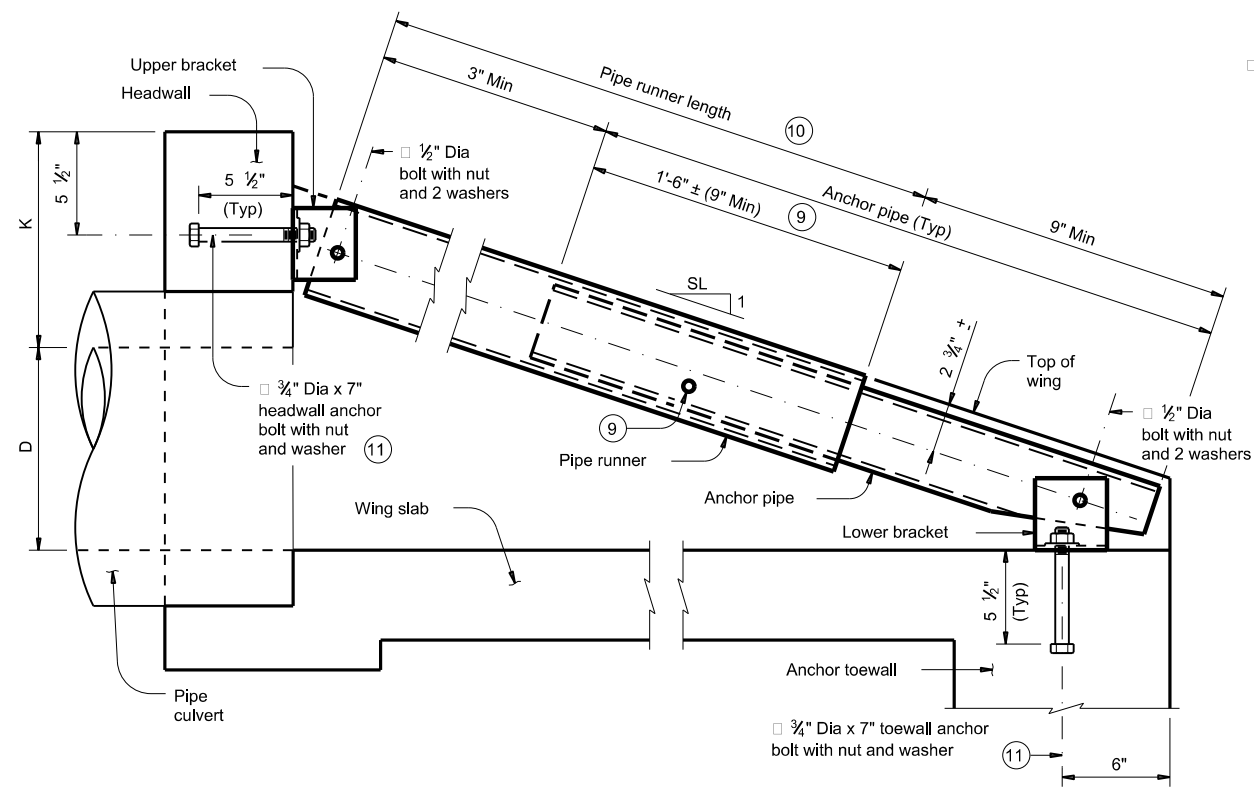 Upper bracket
Headwall
3" Min
Pipe runner length
10
Anchor pipe (Typ)
9" Min
1'-6" ± (9" Min)
9
□ ½" Dia
bolt with nut
and 2 washers
5 ½"
K
5 ½"
(Typ)
SL
1
2 ¾" ±
Top of
wing
□ ½" Dia
bolt with nut
and 2 washers
□ ¾" Dia x 7"
headwall anchor
bolt with nut
and washer
11
D
9
Pipe runner
Anchor pipe
Wing slab
Lower bracket
5 ½"
(Typ)
Anchor toewall
Pipe
culvert
□ ¾" Dia x 7" toewall anchor
bolt with nut and washer
11
6"